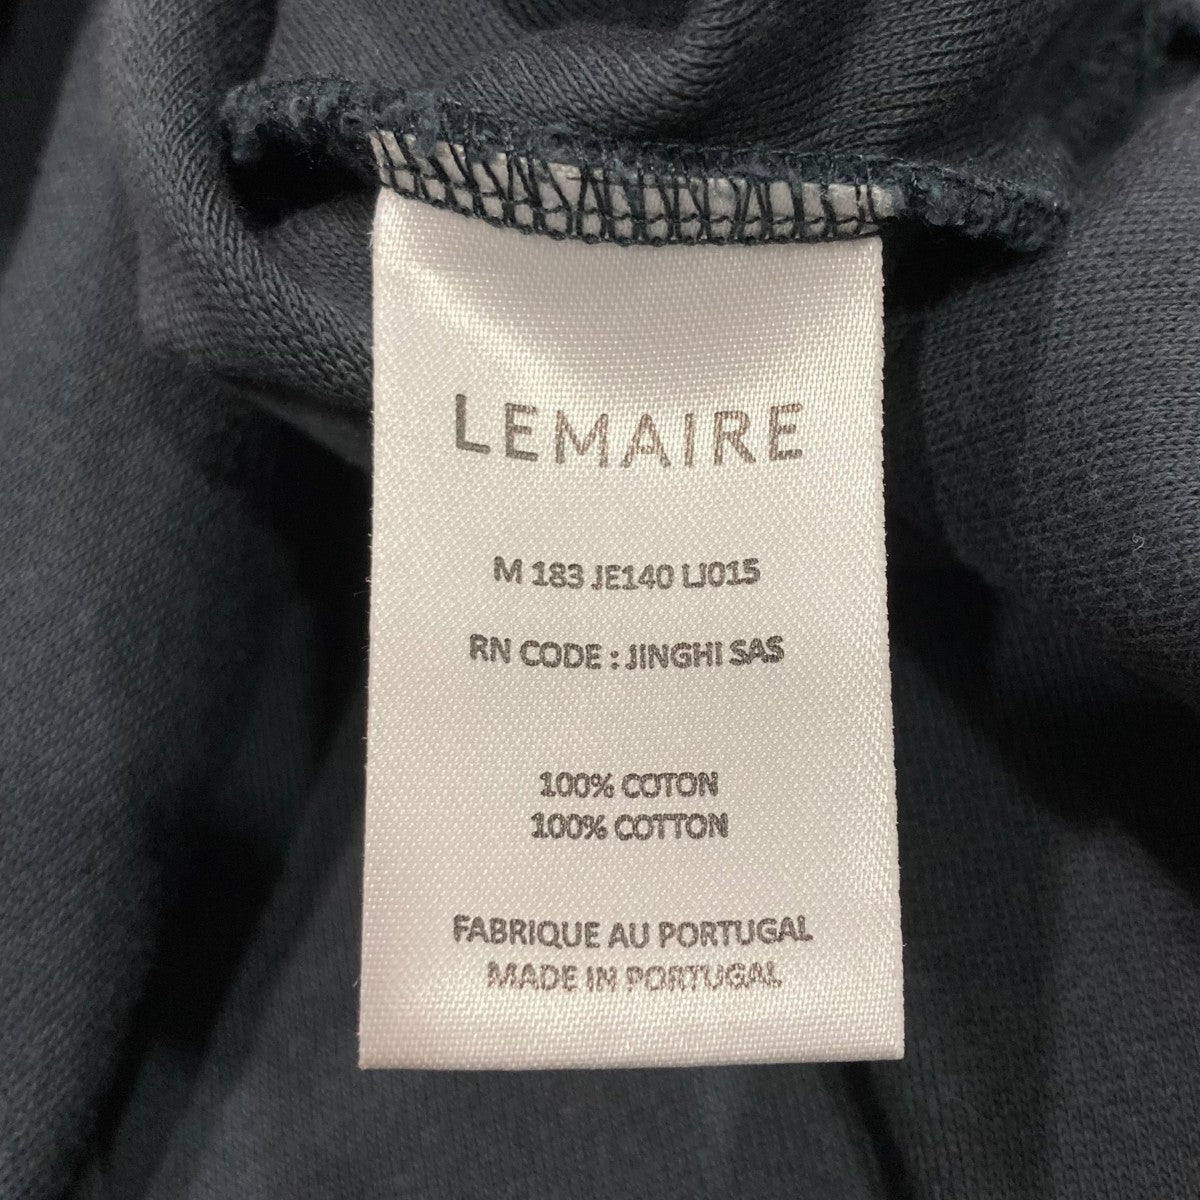 LEMAIRE
M 183 JE140 LJ015
RN CODE : JINGHI SAS
100% COTON
100% COTTON
FABRIQUE AU PORTUGAL
MADE IN PORTUGAL